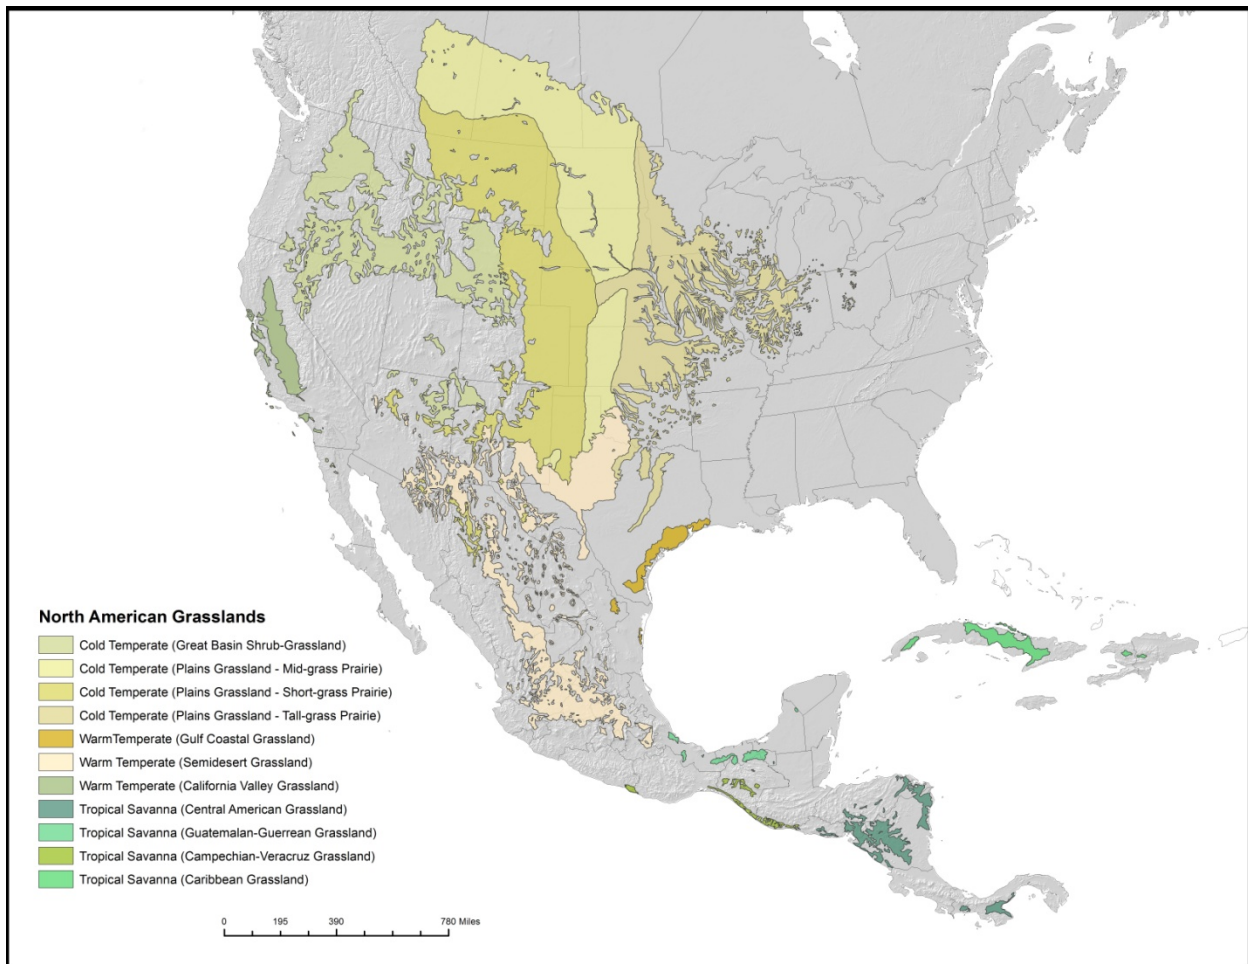 North American Grasslands
Cold Temperate (Great Basin Shrub-Grassland)
Cold Temperate (Plains Grassland - Mid-grass Prairie)
Cold Temperate (Plains Grassland - Short-grass Prairie)
Cold Temperate (Plains Grassland - Tall-grass Prairie)
WarmTemperate (Gulf Coastal Grassland)
Warm Temperate (Semidesert Grassland)
Warm Temperate (California Valley Grassland)
Tropical Savanna (Central American Grassland)
Tropical Savanna (Guatemalan-Guerrean Grassland)
Tropical Savanna (Campechian-Veracruz Grassland)
Tropical Savanna (Caribbean Grassland)
0 195 390 780 Miles